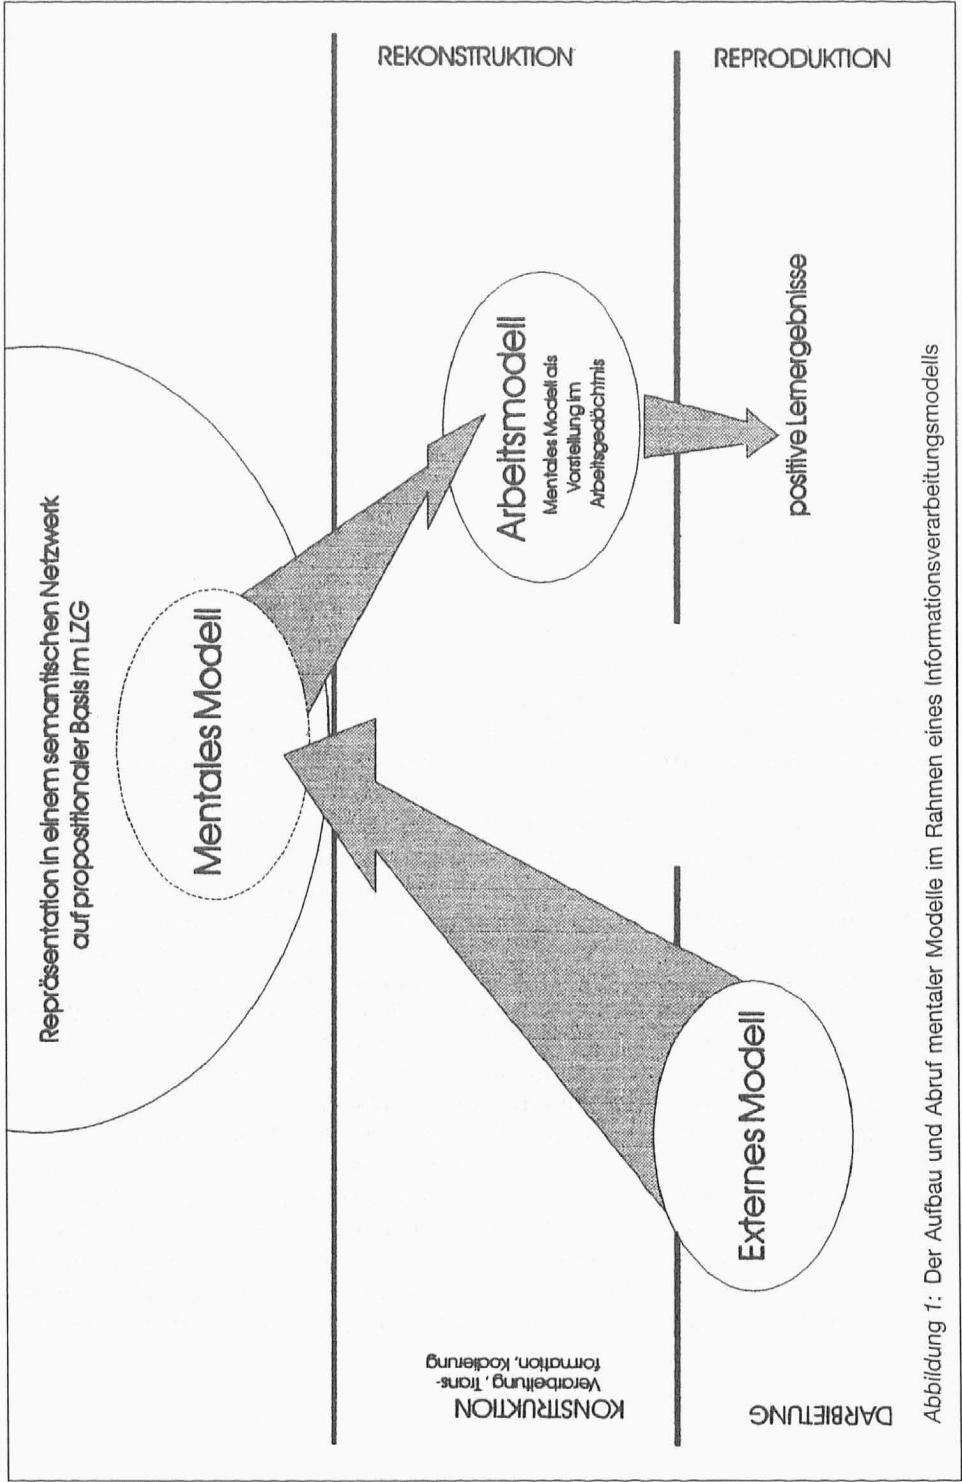 Repräsentation in einem semantischen Netzwerk
auf propositionaler Basis im LZG
Mentales Modell
KONSTRUKTION
Verarbeitung, Trans-
formation, Kodierung
REKONSTRUKTION
Arbeitsmodell
Mentales Modell als
Vorstellung im
Arbeitsgedächtnis
DARBIETUNG
Externes Modell
REPRODUKTION
positive Lernergebnisse
Abbildung 1: Der Aufbau und Abruf mentaler Modelle im Rahmen eines Informationsverarbeitungsmodells